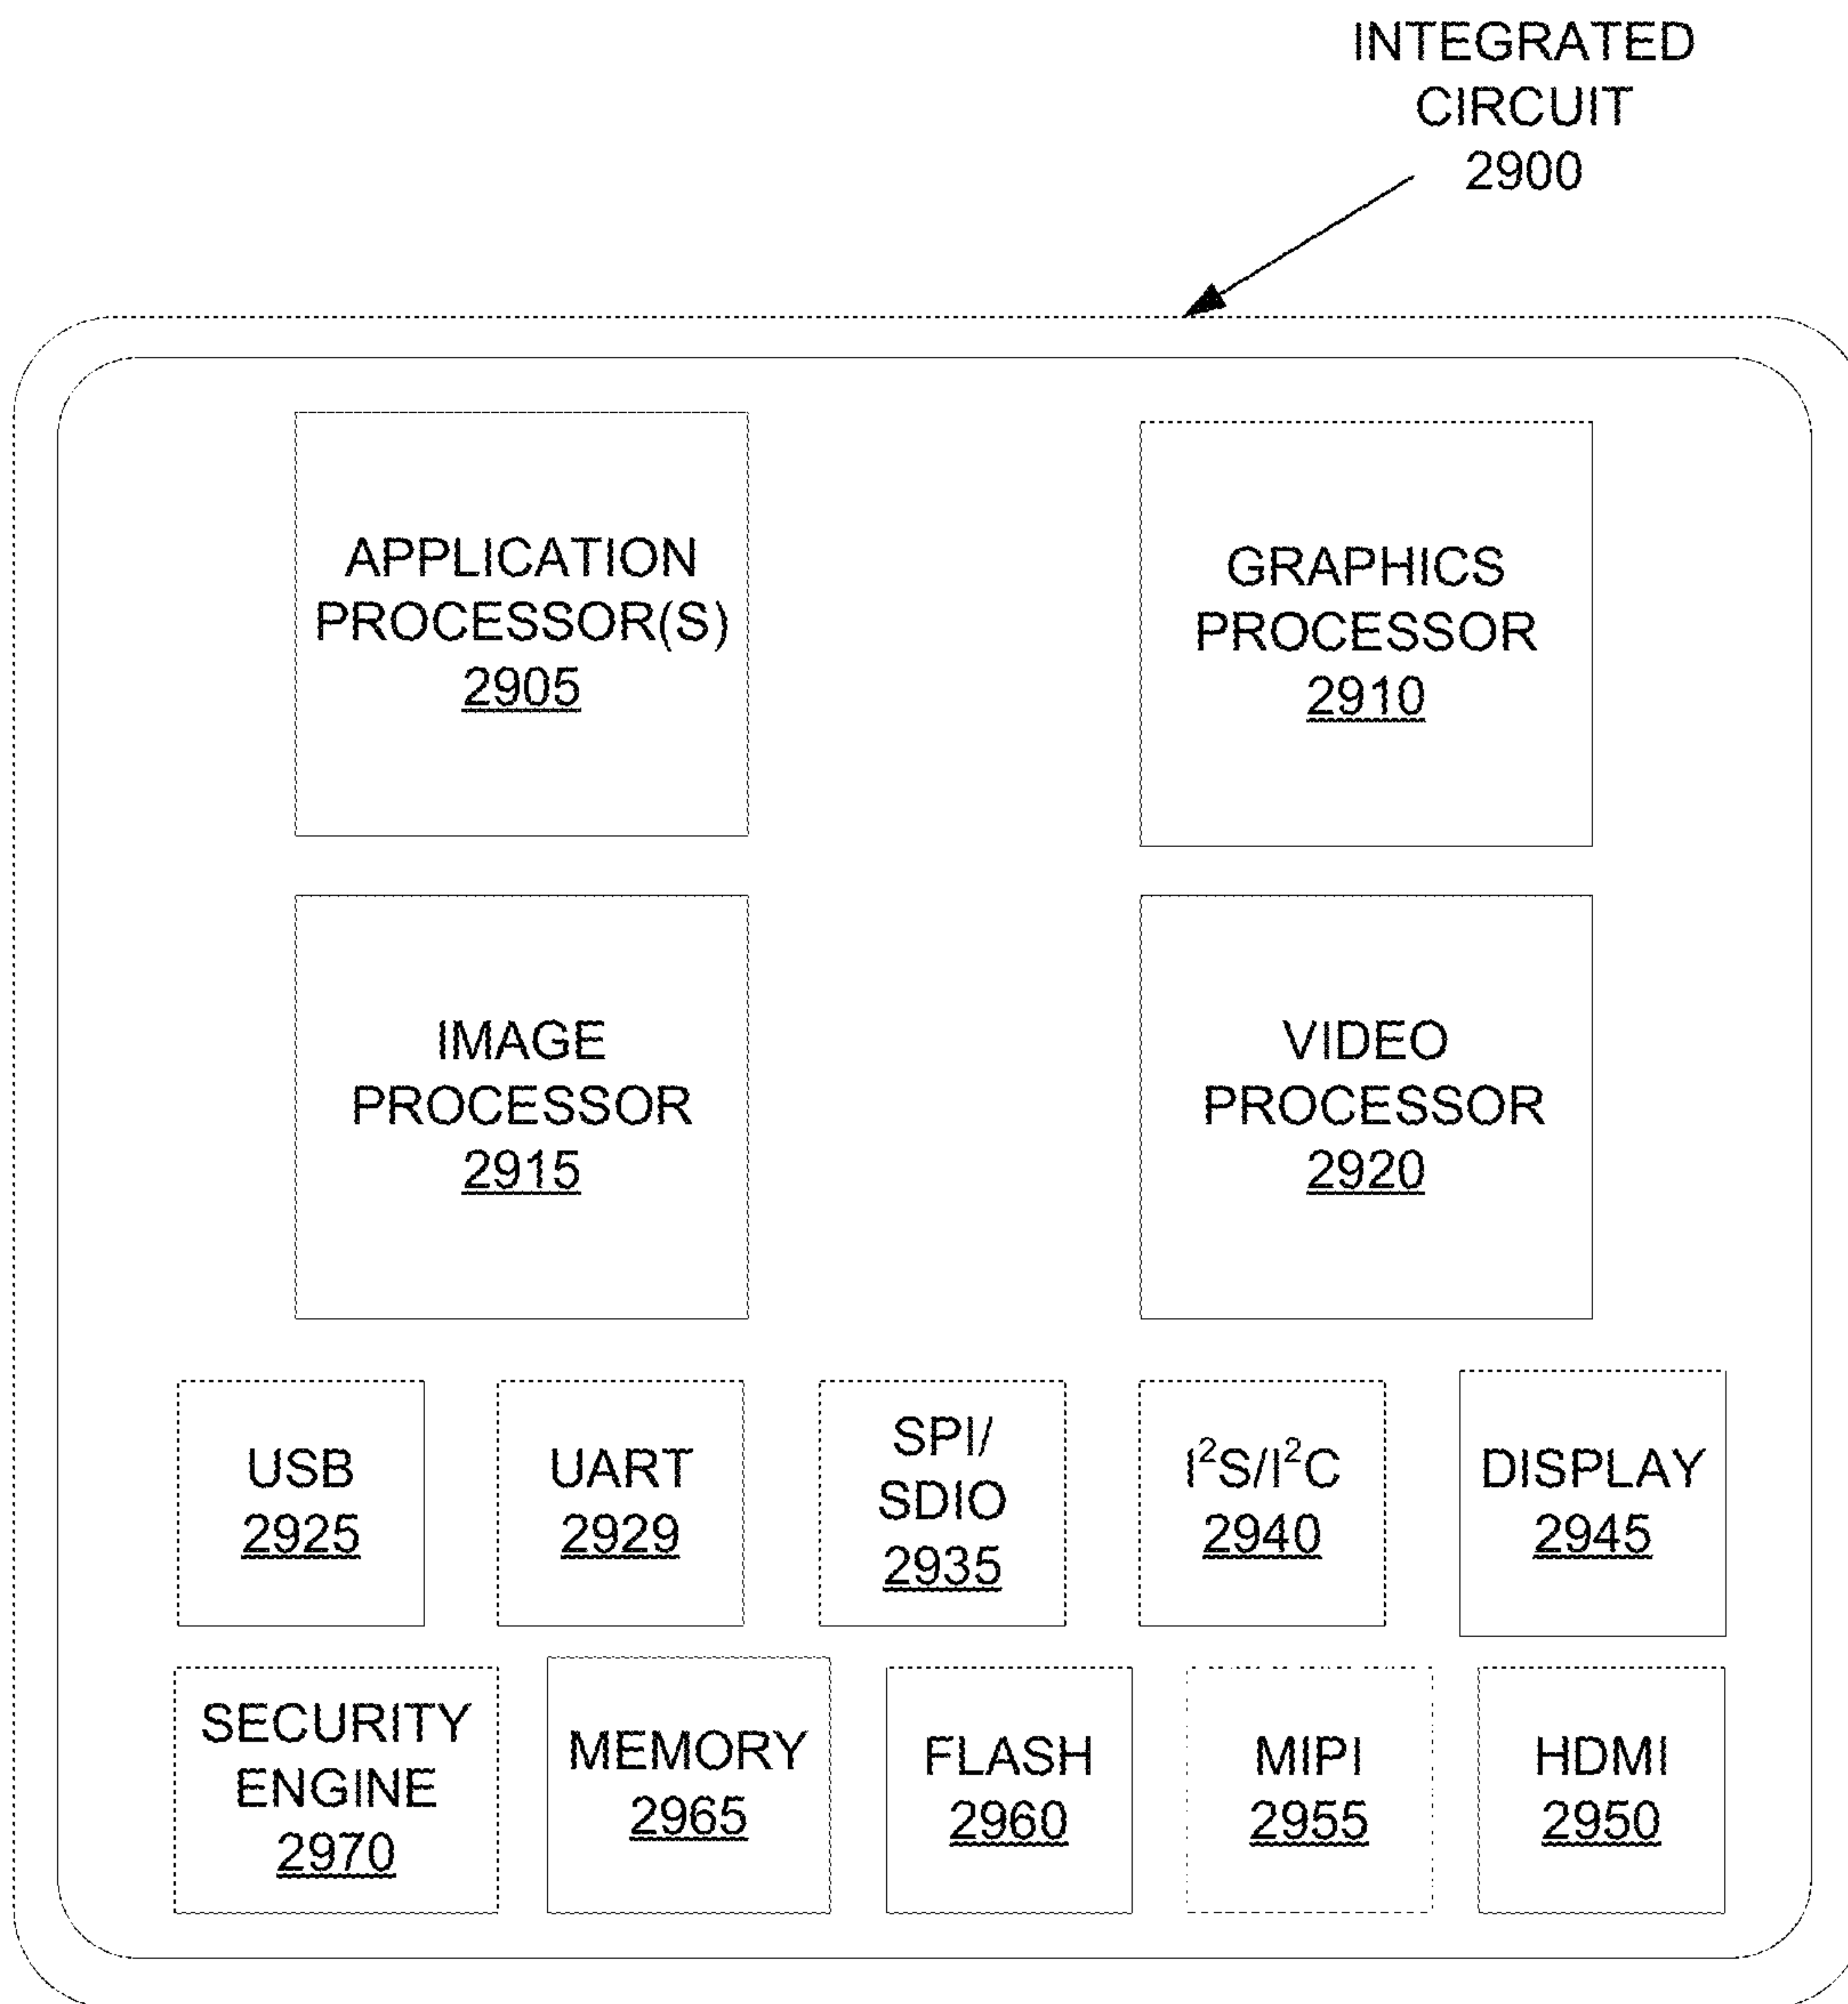 INTEGRATED
CIRCUIT
2900
APPLICATION
PROCESSOR(S)
2905
GRAPHICS
PROCESSOR
2910
IMAGE
PROCESSOR
2915
VIDEO
PROCESSOR
2920
USB
2925
UART
2929
SPI/
SDIO
2935
I²S/I²C
2940
DISPLAY
2945
SECURITY
ENGINE
2970
MEMORY
2965
FLASH
2960
MIPI
2955
HDMI
2950